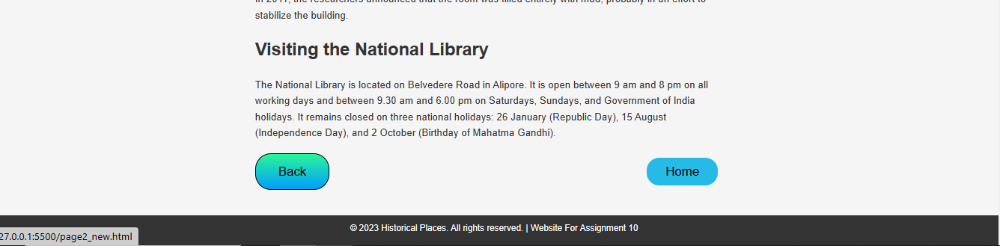 In 2011, the researchers announced that the room was filled entirely with mud, probably in an effort to
stabilize the building.
Visiting the National Library
The National Library is located on Belvedere Road in Alipore. It is open between 9 am and 8 pm on all
working days and between 9.30 am and 6.00 pm on Saturdays, Sundays, and Government of India
holidays. It remains closed on three national holidays: 26 January (Republic Day), 15 August
(Independence Day), and 2 October (Birthday of Mahatma Gandhi).
Back
Home
© 2023 Historical Places. All rights reserved. | Website For Assignment 10
27.0.0.1:5500/page2_new.html